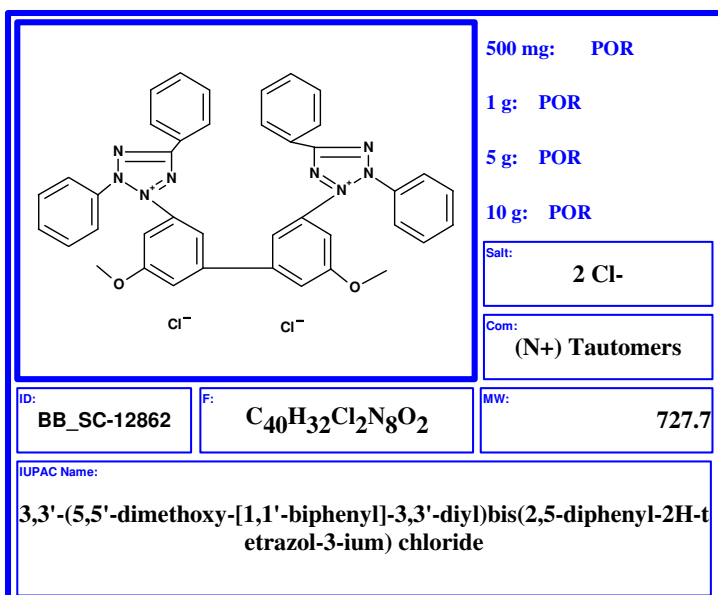 500 mg: POR
1 g: POR
5 g: POR
10 g: POR
N
N
N
N+
N
N
N
N+
O
O
Cl−
Cl−
Salt:
2 Cl-
Com:
(N+) Tautomers
ID:
BB_SC-12862
F:
C40H32Cl2N8O2
MW:
727.7
IUPAC Name:
3,3'-(5,5'-dimethoxy-[1,1'-biphenyl]-3,3'-diyl)bis(2,5-diphenyl-2H-t
etrazol-3-ium) chloride